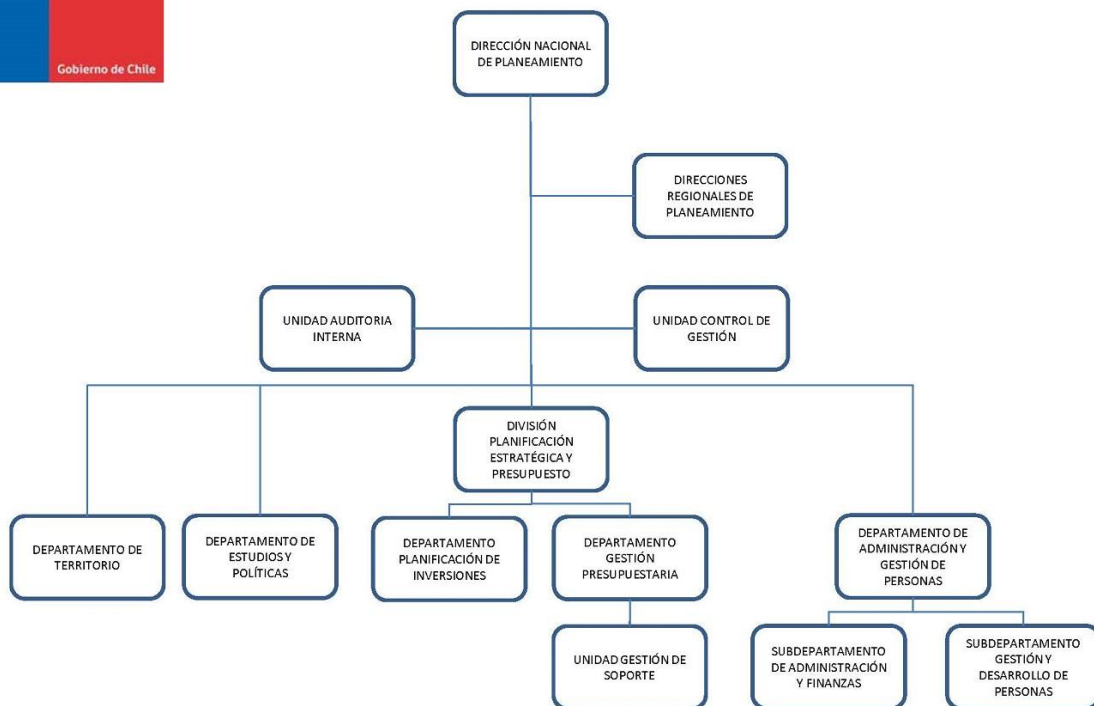 Gobierno de Chile
DIRECCIÓN NACIONAL
DE PLANEAMIENTO
DIRECCIONES
REGIONALES DE
PLANEAMIENTO
UNIDAD AUDITORIA
INTERNA
UNIDAD CONTROL DE
GESTIÓN
DIVISIÓN
PLANIFICACIÓN
ESTRATÉGICA Y
PRESUPUESTO
DEPARTAMENTO DE
TERRITORIO
DEPARTAMENTO DE
ESTUDIOS Y
POLÍTICAS
DEPARTAMENTO
PLANIFICACIÓN DE
INVERSIONES
DEPARTAMENTO
GESTIÓN
PRESUPUESTARIA
DEPARTAMENTO DE
ADMINISTRACIÓN Y
GESTIÓN DE
PERSONAS
UNIDAD GESTIÓN DE
SOPORTE
SUBDEPARTAMENTO
DE ADMINISTRACIÓN
Y FINANZAS
SUBDEPARTAMENTO
GESTIÓN Y
DESARROLLO DE
PERSONAS